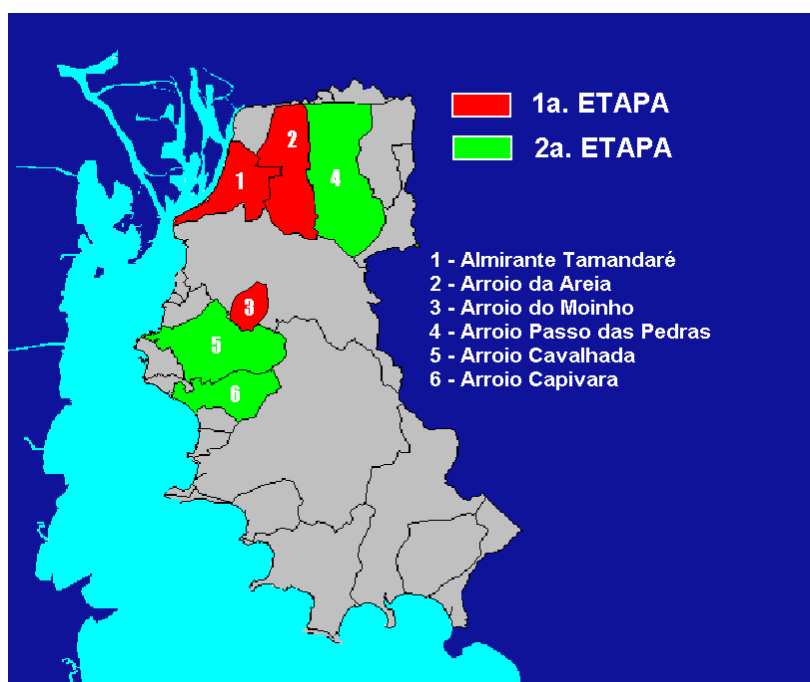 1a. ETAPA
2a. ETAPA
1
2
4
3
5
6
1 - Almirante Tamandaré
2 - Arroio da Areia
3 - Arroio do Moinho
4 - Arroio Passo das Pedras
5 - Arroio Cavalhada
6 - Arroio Capivara